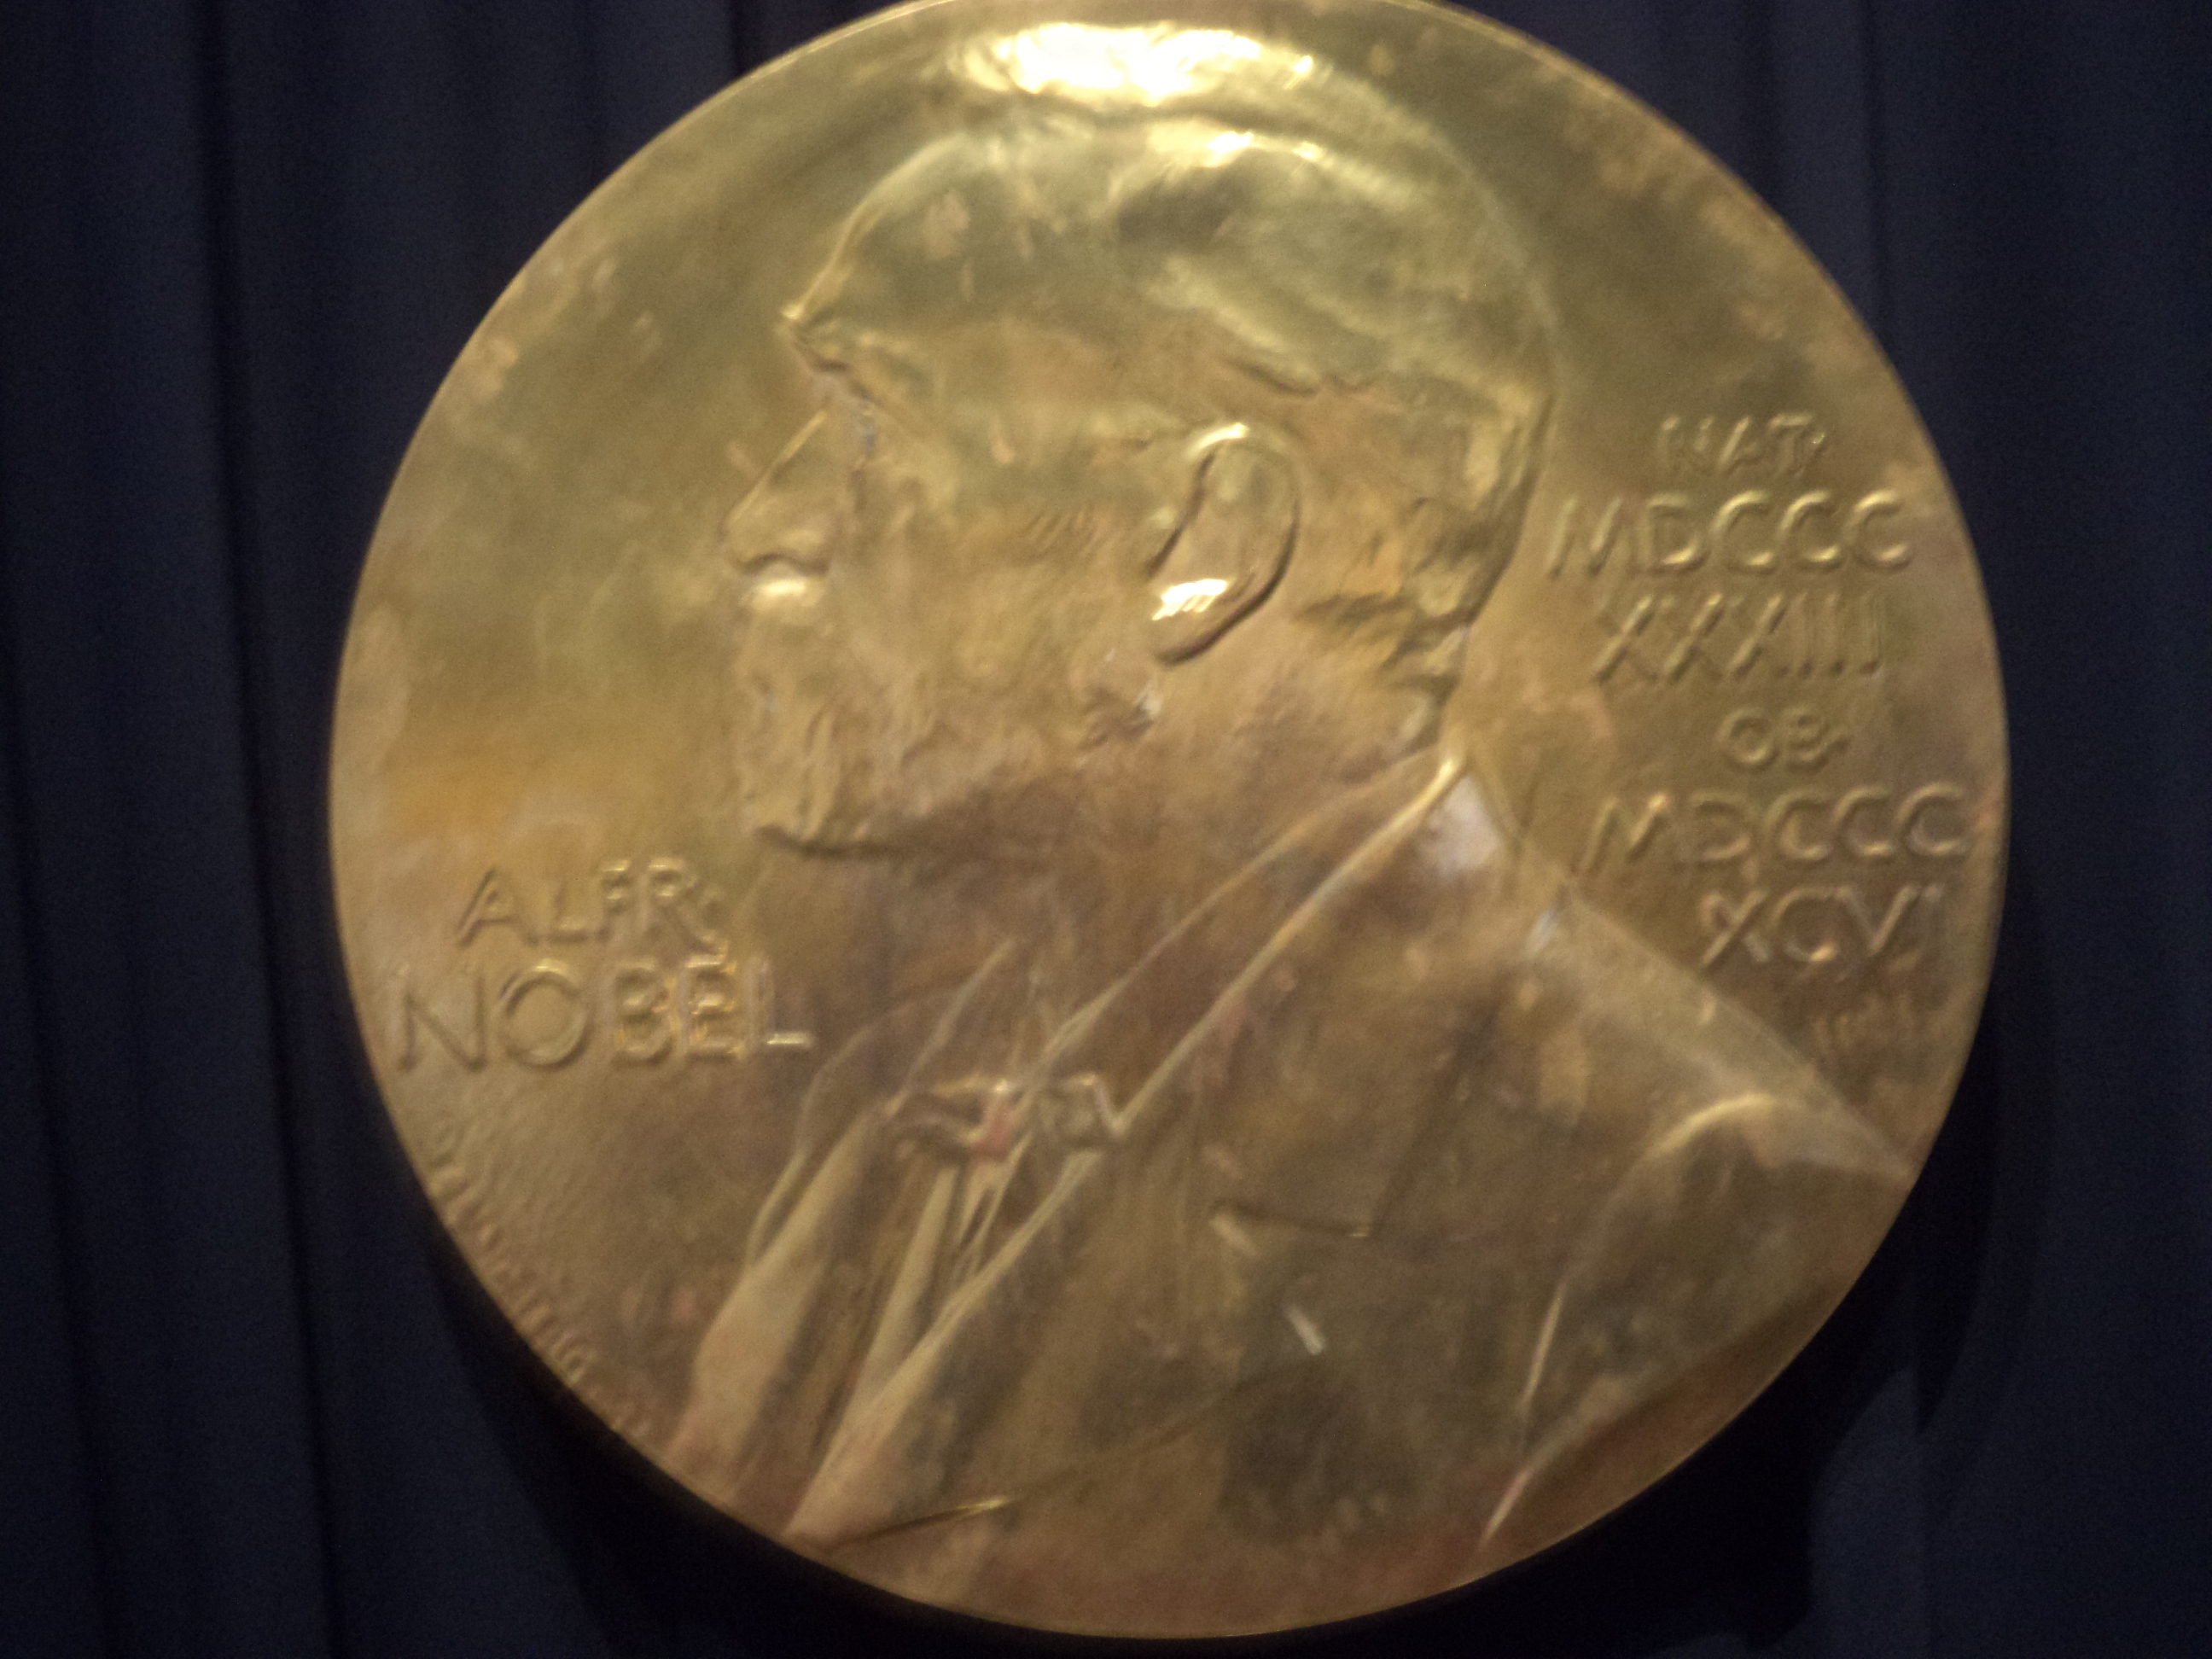 ALFR·
NOBEL
NAT·
MDCCC
XXXIII
OB·
MDCCC
XCVI